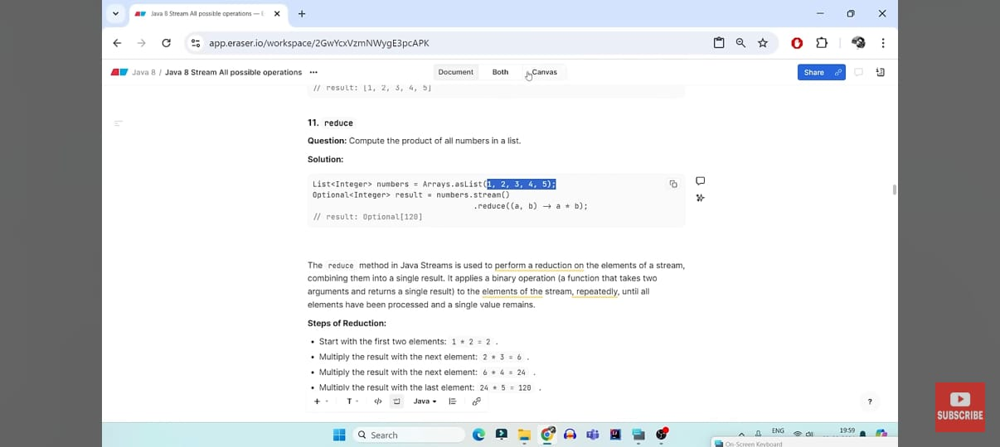 Java 8 Stream All possible operations — E
app.eraser.io/workspace/2GwYcxVzmNWygE3pcAPK
Java 8 / Java 8 Stream All possible operations
Document Both Canvas
Share
// result: [1, 2, 3, 4, 5]
11. reduce
Question: Compute the product of all numbers in a list.
Solution:
List<Integer> numbers = Arrays.asList(1, 2, 3, 4, 5);
Optional<Integer> result = numbers.stream()
.reduce((a, b) → a * b);
// result: Optional[120]
The reduce method in Java Streams is used to perform a reduction on the elements of a stream,
combining them into a single result. It applies a binary operation (a function that takes two
arguments and returns a single result) to the elements of the stream, repeatedly, until all
elements have been processed and a single value remains.
Steps of Reduction:
• Start with the first two elements: 1 * 2 = 2 .
• Multiply the result with the next element: 2 * 3 = 6 .
• Multiply the result with the next element: 6 * 4 = 24 .
• Multiply the result with the last element: 24 * 5 = 120 .
+ T </> Java
?
SUBSCRIBE
Search
ENG
19:59
On-Screen Keyboard